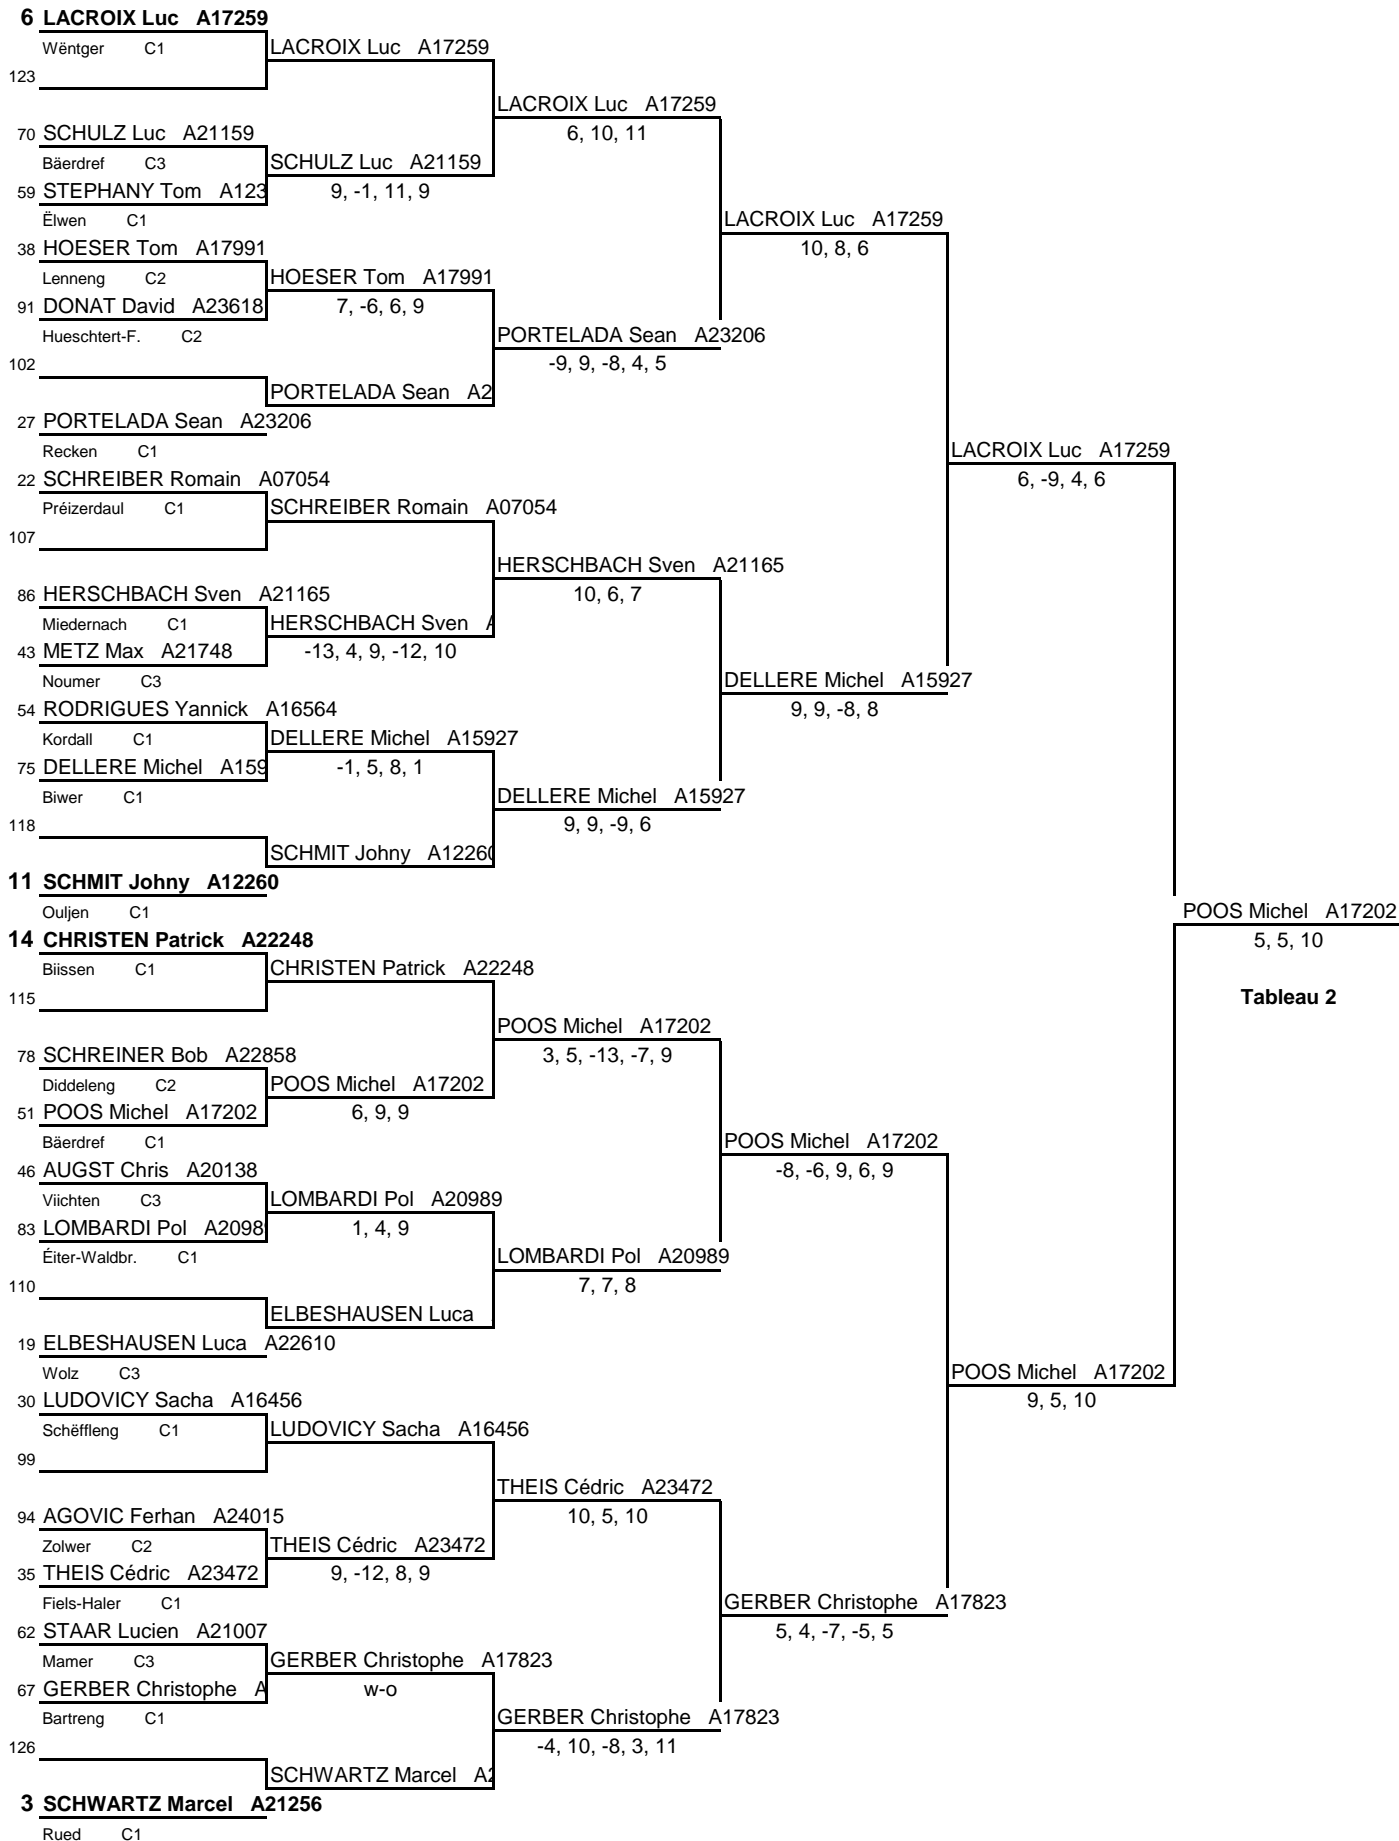 6 LACROIX Luc A17259
Wëntger C1 LACROIX Luc A17259
123
LACROIX Luc A17259
70 SCHULZ Luc A21159 6, 10, 11
Bäerdref C3 SCHULZ Luc A21159
59 STEPHANY Tom A123 9, -1, 11, 9
Ëlwen C1 LACROIX Luc A17259
38 HOESER Tom A17991 10, 8, 6
Lenneng C2 HOESER Tom A17991
91 DONAT David A23618 7, -6, 6, 9
Hueschtert-F. C2 PORTELADA Sean A23206
102 -9, 9, -8, 4, 5
PORTELADA Sean A2
27 PORTELADA Sean A23206
Recken C1 LACROIX Luc A17259
22 SCHREIBER Romain A07054 6, -9, 4, 6
Préizerdaul C1 SCHREIBER Romain A07054
107
HERSCHBACH Sven A21165
86 HERSCHBACH Sven A21165 10, 6, 7
Miedernach C1 HERSCHBACH Sven
43 METZ Max A21748 -13, 4, 9, -12, 10
Noumer C3 DELLERE Michel A15927
54 RODRIGUES Yannick A16564 9, 9, -8, 8
Kordall C1 DELLERE Michel A15927
75 DELLERE Michel A159 -1, 5, 8, 1
Biwer C1 DELLERE Michel A15927
118 9, 9, -9, 6
SCHMIT Johny A12260
11 SCHMIT Johny A12260
Ouljen C1 POOS Michel A17202
14 CHRISTEN Patrick A22248 5, 5, 10
Biissen C1 CHRISTEN Patrick A22248
115 Tableau 2
POOS Michel A17202
78 SCHREINER Bob A22858 3, 5, -13, -7, 9
Diddeleng C2 POOS Michel A17202
51 POOS Michel A17202 6, 9, 9
Bäerdref C1 POOS Michel A17202
46 AUGST Chris A20138 -8, -6, 9, 6, 9
Viichten C3 LOMBARDI Pol A20989
83 LOMBARDI Pol A2098 1, 4, 9
Éiter-Waldbr. C1 LOMBARDI Pol A20989
110 7, 7, 8
ELBESHAUSEN Luca
19 ELBESHAUSEN Luca A22610
Wolz C3 POOS Michel A17202
30 LUDOVICY Sacha A16456 9, 5, 10
Schëffleng C1 LUDOVICY Sacha A16456
99
THEIS Cédric A23472
94 AGOVIC Ferhan A24015 10, 5, 10
Zolwer C2 THEIS Cédric A23472
35 THEIS Cédric A23472 9, -12, 8, 9
Fiels-Haler C1 GERBER Christophe A17823
62 STAAR Lucien A21007 5, 4, -7, -5, 5
Mamer C3 GERBER Christophe A17823
67 GERBER Christophe A w-o
Bartreng C1 GERBER Christophe A17823
126 -4, 10, -8, 3, 11
SCHWARTZ Marcel A2
3 SCHWARTZ Marcel A21256
Rued C1